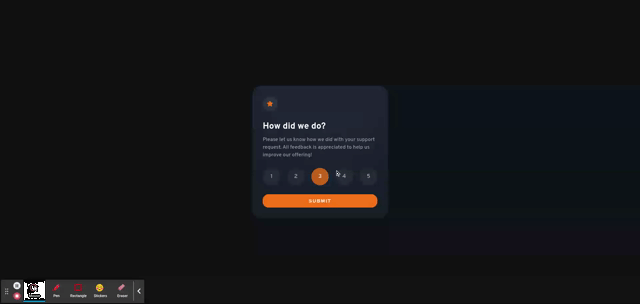 How did we do?
Please let us know how we did with your support
request. All feedback is appreciated to help us
improve our offering!
1 2 3 4 5
SUBMIT
Pen Rectangle Stickers Eraser